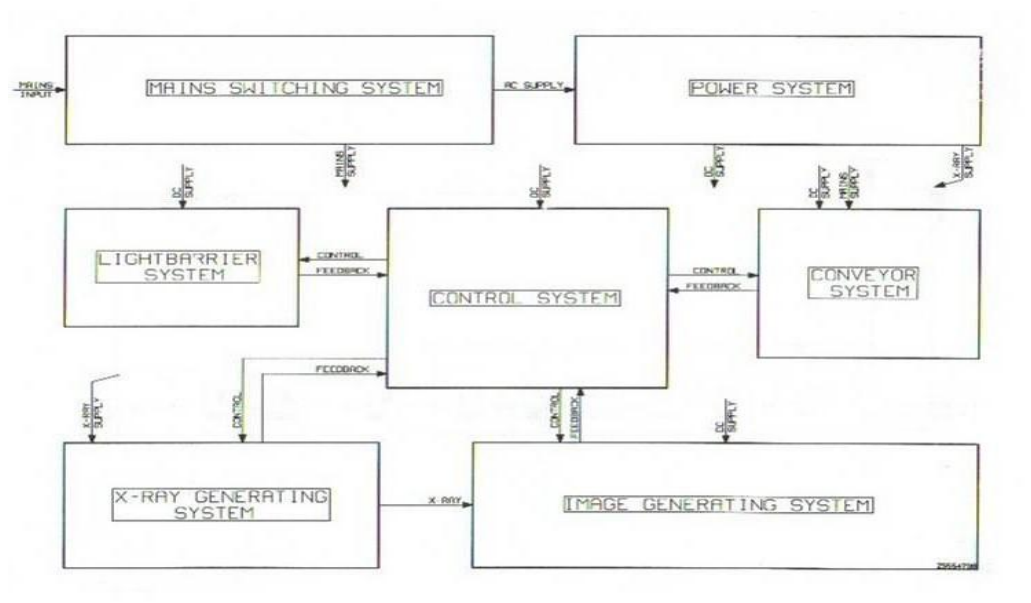 MAINS
INPUT
MAINS SWITCHING SYSTEM
AC SUPPLY
POWER SYSTEM
DC
SUPPLY
MAINS
SUPPLY
DC
SUPPLY
DC
SUPPLY
DC
SUPPLY
MAINS
SUPPLY
X-RAY
SUPPLY
LIGHTBARRIER
SYSTEM
CONTROL
FEEDBACK
CONTROL SYSTEM
CONTROL
FEEDBACK
CONVEYOR
SYSTEM
FEEDBACK
X-RAY
SUPPLY
CONTROL
CONTROL
FEEDBACK
DC
SUPPLY
X-RAY GENERATING
SYSTEM
X-RAY
IMAGE GENERATING SYSTEM